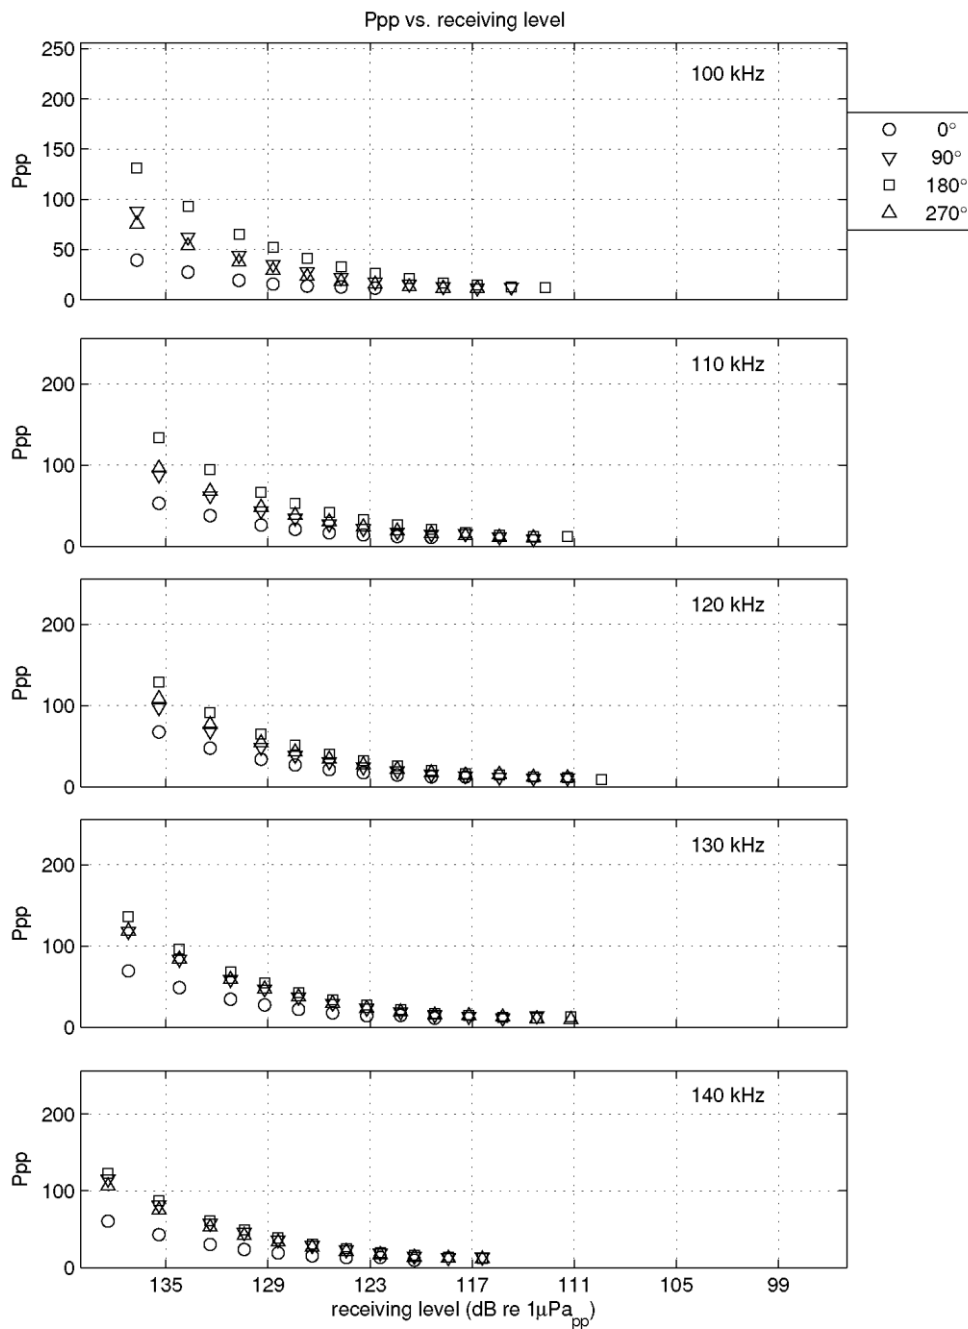 Ppp vs. receiving level
250
200
150
100
50
0
Ppp
100 kHz
0°
90°
180°
270°
200
100
0
Ppp
110 kHz
200
100
0
Ppp
120 kHz
200
100
0
Ppp
130 kHz
200
100
0
Ppp
140 kHz
135 129 123 117 111 105 99
receiving level (dB re 1μPapp)